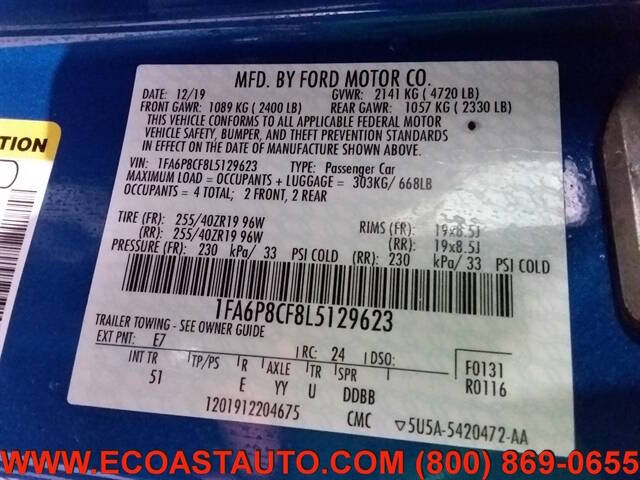 MFD. BY FORD MOTOR CO.
DATE: 12/19 GVWR: 2141 KG ( 4720 LB)
FRONT GAWR: 1089 KG ( 2400 LB) REAR GAWR: 1057 KG ( 2330 LB)
THIS VEHICLE CONFORMS TO ALL APPLICABLE FEDERAL MOTOR
VEHICLE SAFETY, BUMPER, AND THEFT PREVENTION STANDARDS
IN EFFECT ON THE DATE OF MANUFACTURE SHOWN ABOVE.
VIN: 1FA6P8CF8L5129623 TYPE: Passenger Car
MAXIMUM LOAD = OCCUPANTS + LUGGAGE = 303KG/ 668LB
OCCUPANTS = 4 TOTAL; 2 FRONT, 2 REAR
TIRE (FR): 255/40ZR19 96W RIMS (FR): 19x8.5J
(RR): 255/40ZR19 96W (RR): 19x8.5J
PRESSURE (FR): 230 kPa/ 33 PSI COLD (RR): 230 kPa/ 33 PSI COLD
1FA6P8CF8L5129623
TRAILER TOWING - SEE OWNER GUIDE
EXT PNT: E7 RC: 24 DSO: F0131
INT TR TP/PS R AXLE TR SPR R0116
51 E YY U DDBB
1201912204675 CMC 5U5A-5420472-AA
TION
WWW.ECOASTAUTO.COM (800) 869-0655